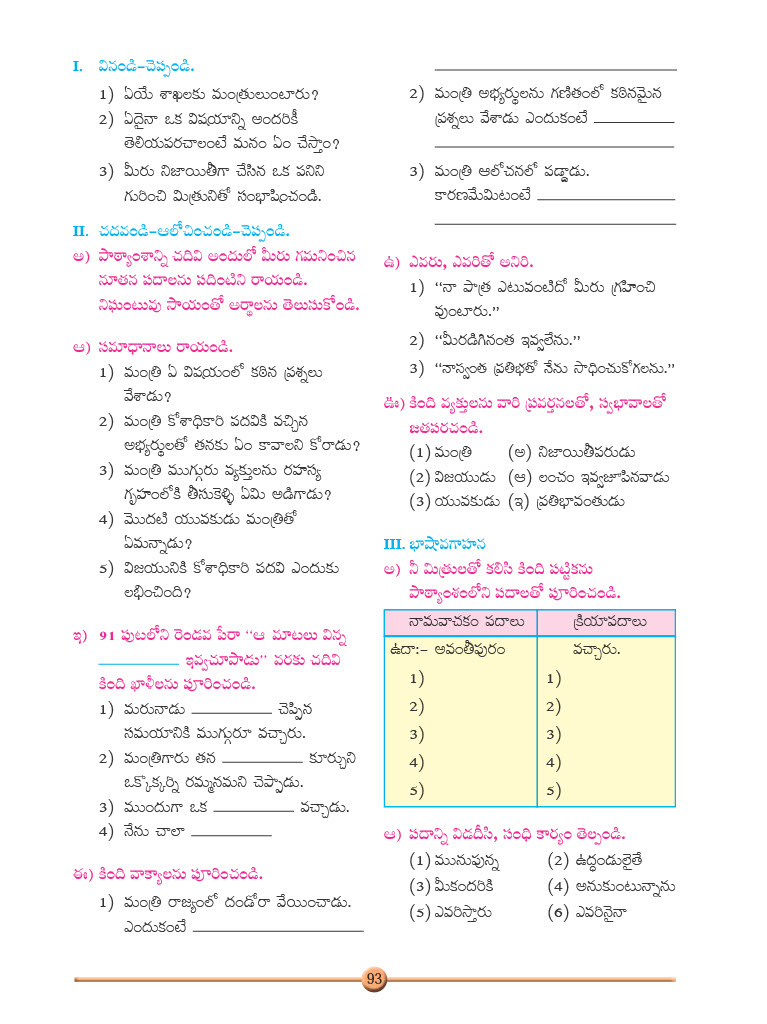 I. వినండి-చెప్పండి.
1) ఏయే శాఖలకు మంత్రులుంటారు?
2) ఏదైనా ఒక విషయాన్ని అందరికీ
తెలియపరచాలంటే మనం ఏం చేస్తాం?
3) మీరు నిజాయితీగా చేసిన ఒక పనిని
గురించి మిత్రునితో సంభాషించండి.
II. చదవండి-ఆలోచించండి-చెప్పండి.
అ) పాఠ్యాంశాన్ని చదివి అందులో మీరు గమనించిన
నూతన పదాలను పదింటిని రాయండి.
నిఘంటువు సాయంతో అర్థాలను తెలుసుకోండి.
ఆ) సమాధానాలు రాయండి.
1) మంత్రి ఏ విషయంలో కఠిన ప్రశ్నలు
వేశాడు?
2) మంత్రి కోశాధికారి పదవికి వచ్చిన
అభ్యర్థులతో తనకు ఏం కావాలని కోరాడు?
3) మంత్రి ముగ్గురు వ్యక్తులను రహస్య
గృహంలోకి తీసుకెళ్ళి ఏమి అడిగాడు?
4) మొదటి యువకుడు మంత్రితో
ఏమన్నాడు?
5) విజయునికి కోశాధికారి పదవి ఎందుకు
లభించింది?
ఇ) 91 పుటలోని రెండవ పేరా "ఆ మాటలు విన్న
__________ ఇవ్వచూపాడు" వరకు చదివి
కింది ఖాళీలను పూరించండి.
1) మరునాడు __________ చెప్పిన
సమయానికి ముగ్గురూ వచ్చారు.
2) మంత్రిగారు తన __________ కూర్చుని
ఒక్కొక్కర్ని రమ్మనమని చెప్పాడు.
3) ముందుగా ఒక __________ వచ్చాడు.
4) నేను చాలా __________
ఈ) కింది వాక్యాలను పూరించండి.
1) మంత్రి రాజ్యంలో దండోరా వేయించాడు.
ఎందుకంటే ____________________
______________________________
2) మంత్రి అభ్యర్థులను గణితంలో కఠినమైన
ప్రశ్నలు వేశాడు ఎందుకంటే __________
______________________________
3) మంత్రి ఆలోచనలో పడ్డాడు.
కారణమేమిటంటే _________________
______________________________
ఉ) ఎవరు, ఎవరితో అనిరి.
1) "నా పాత్ర ఎటువంటిదో మీరు గ్రహించి
వుంటారు."
2) "మీరడిగినంత ఇవ్వలేను."
3) "నాస్వంత ప్రతిభతో నేను సాధించుకోగలను."
ఊ) కింది వ్యక్తులను వారి ప్రవర్తనలతో, స్వభావాలతో
జతపరచండి.
(1) మంత్రి (అ) నిజాయితీపరుడు
(2) విజయుడు (ఆ) లంచం ఇవ్వజూపినవాడు
(3) యువకుడు (ఇ) ప్రతిభావంతుడు
III. భాషావగాహన
అ) నీ మిత్రులతో కలిసి కింది పట్టికను
పాఠ్యాంశంలోని పదాలతో పూరించండి.
నామవాచకం పదాలు క్రియాపదాలు
ఉదా:- అవంతీపురం వచ్చారు.
1) 1)
2) 2)
3) 3)
4) 4)
5) 5)
ఆ) పదాన్ని విడదీసి, సంధి కార్యం తెల్పండి.
(1) మునుపున్న (2) ఉద్ధండులైతే
(3) మీకందరికి (4) అనుకుంటున్నాను
(5) ఎవరిస్తారు (6) ఎవరినైనా
93